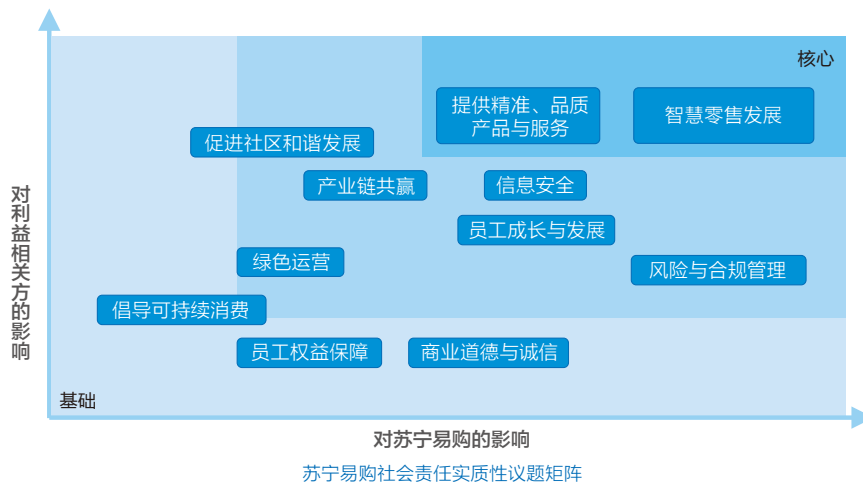 核心
提供精准、品质
产品与服务
智慧零售发展
促进社区和谐发展
产业链共赢
信息安全
员工成长与发展
绿色运营
风险与合规管理
倡导可持续消费
员工权益保障
商业道德与诚信
基础
对利益相关方的影响
对苏宁易购的影响
苏宁易购社会责任实质性议题矩阵